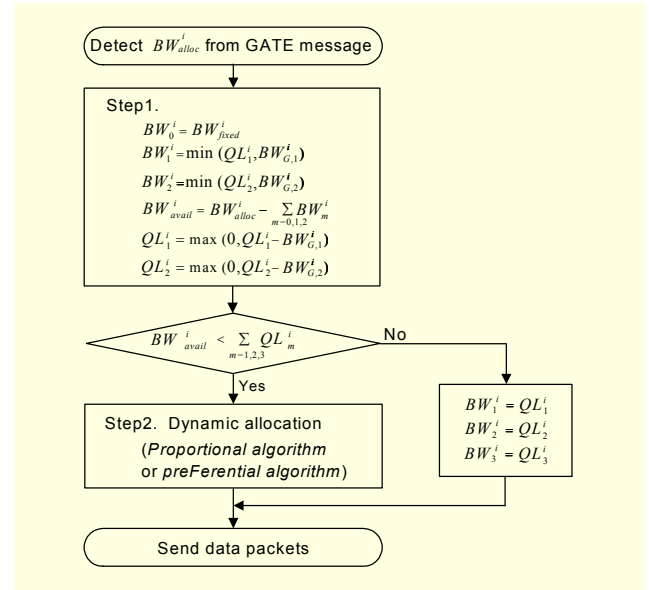 Detect BW^i_alloc from GATE message
Step1.
BW^i_0 = BW^i_fixed
BW^i_1 = min (QL^i_1, BW^i_G,1)
BW^i_2 = min (QL^i_2, BW^i_G,2)
BW^i_avail = BW^i_alloc − ∑_m=0,1,2 BW^i_m
QL^i_1 = max (0, QL^i_1 − BW^i_G,1)
QL^i_2 = max (0, QL^i_2 − BW^i_G,2)
BW^i_avail < ∑_m=1,2,3 QL^i_m
No
Yes
BW^i_1 = QL^i_1
BW^i_2 = QL^i_2
BW^i_3 = QL^i_3
Step2. Dynamic allocation
(Proportional algorithm
or preFerential algorithm)
Send data packets